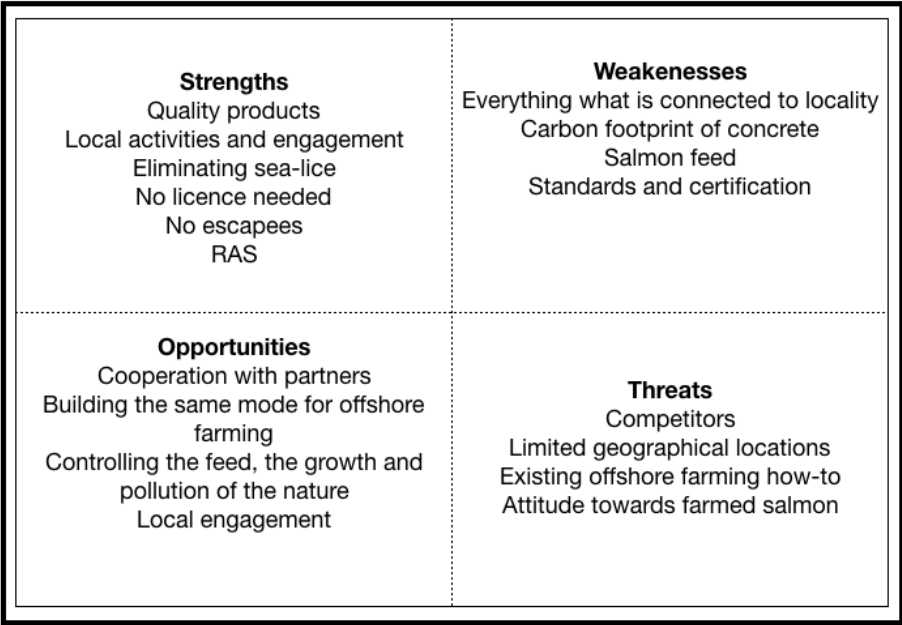 Strengths
Quality products
Local activities and engagement
Eliminating sea-lice
No licence needed
No escapees
RAS
Weakenesses
Everything what is connected to locality
Carbon footprint of concrete
Salmon feed
Standards and certification
Opportunities
Cooperation with partners
Building the same mode for offshore
farming
Controlling the feed, the growth and
pollution of the nature
Local engagement
Threats
Competitors
Limited geographical locations
Existing offshore farming how-to
Attitude towards farmed salmon